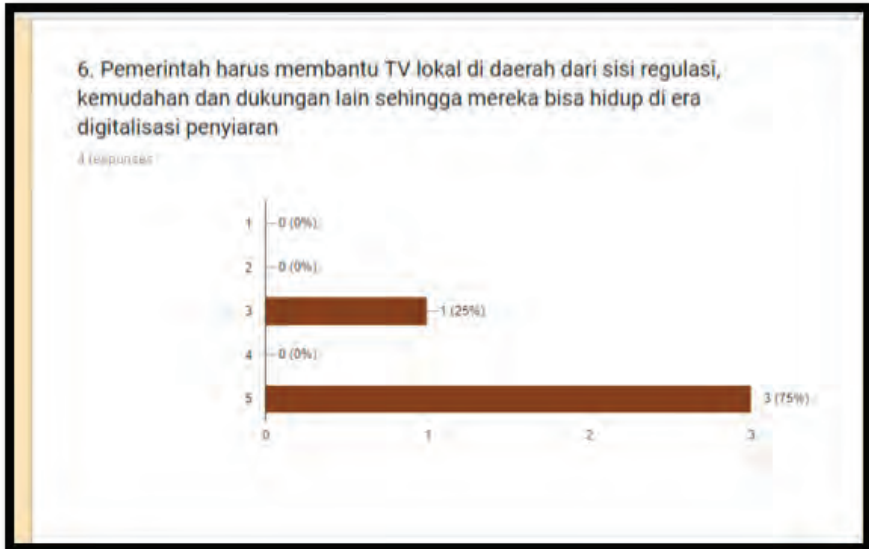 6. Pemerintah harus membantu TV lokal di daerah dari sisi regulasi,
kemudahan dan dukungan lain sehingga mereka bisa hidup di era
digitalisasi penyiaran
4 responses
1 0 (0%)
2 0 (0%)
3 1 (25%)
4 0 (0%)
5 3 (75%)
0 1 2 3